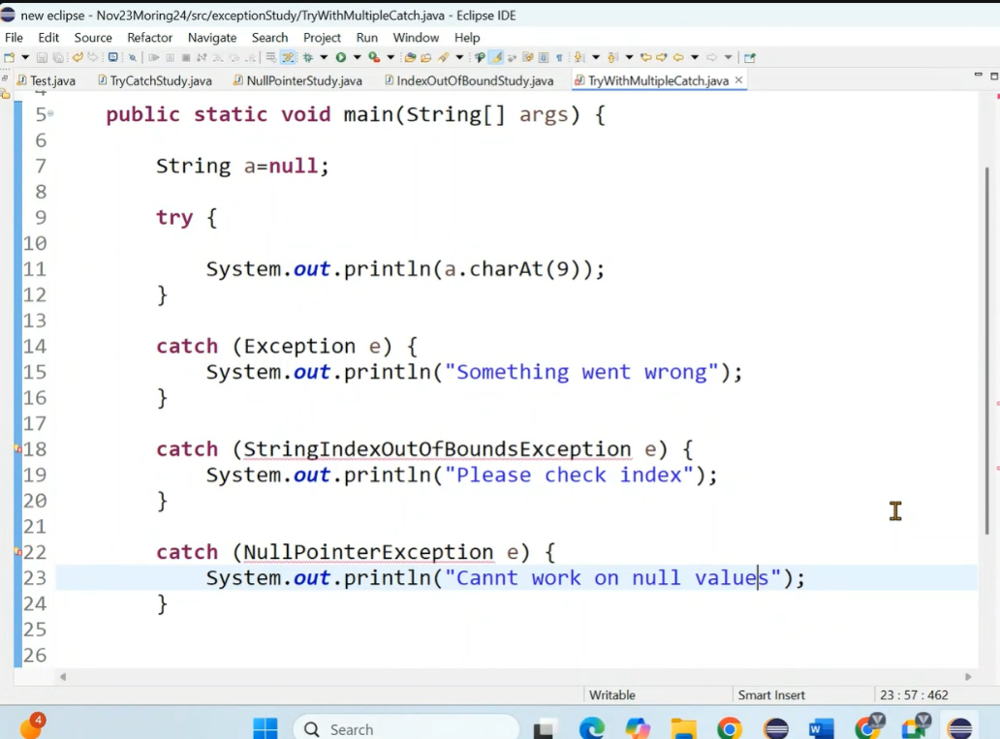 new eclipse - Nov23Moring24/src/exceptionStudy/TryWithMultipleCatch.java - Eclipse IDE
File Edit Source Refactor Navigate Search Project Run Window Help
Test.java TryCatchStudy.java NullPointerStudy.java IndexOutOfBoundStudy.java TryWithMultipleCatch.java
4
5 public static void main(String[] args) {
6
7 String a=null;
8
9 try {
10
11 System.out.println(a.charAt(9));
12 }
13
14 catch (Exception e) {
15 System.out.println("Something went wrong");
16 }
17
18 catch (StringIndexOutOfBoundsException e) {
19 System.out.println("Please check index");
20 }
21
22 catch (NullPointerException e) {
23 System.out.println("Cannt work on null values");
24 }
25
26
Writable Smart Insert 23 : 57 : 462
4 Search